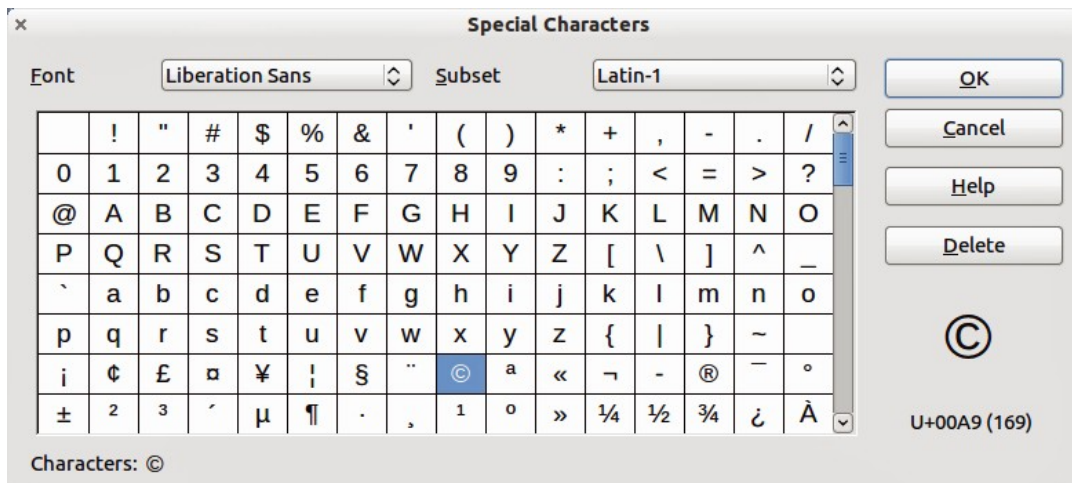 ×
Special Characters
Font Liberation Sans Subset Latin-1 OK
! " # $ % & ' ( ) * + , - . /
Cancel
0 1 2 3 4 5 6 7 8 9 : ; < = > ?
Help
@ A B C D E F G H I J K L M N O
P Q R S T U V W X Y Z [ \ ] ^ _
Delete
` a b c d e f g h i j k l m n o
p q r s t u v w x y z { | } ~
©
¡ ¢ £ ¤ ¥ ¦ § ¨ © ª « ¬ - ® ¯ °
± ² ³ ´ µ ¶ · ¸ ¹ º » ¼ ½ ¾ ¿ À
U+00A9 (169)
Characters: ©